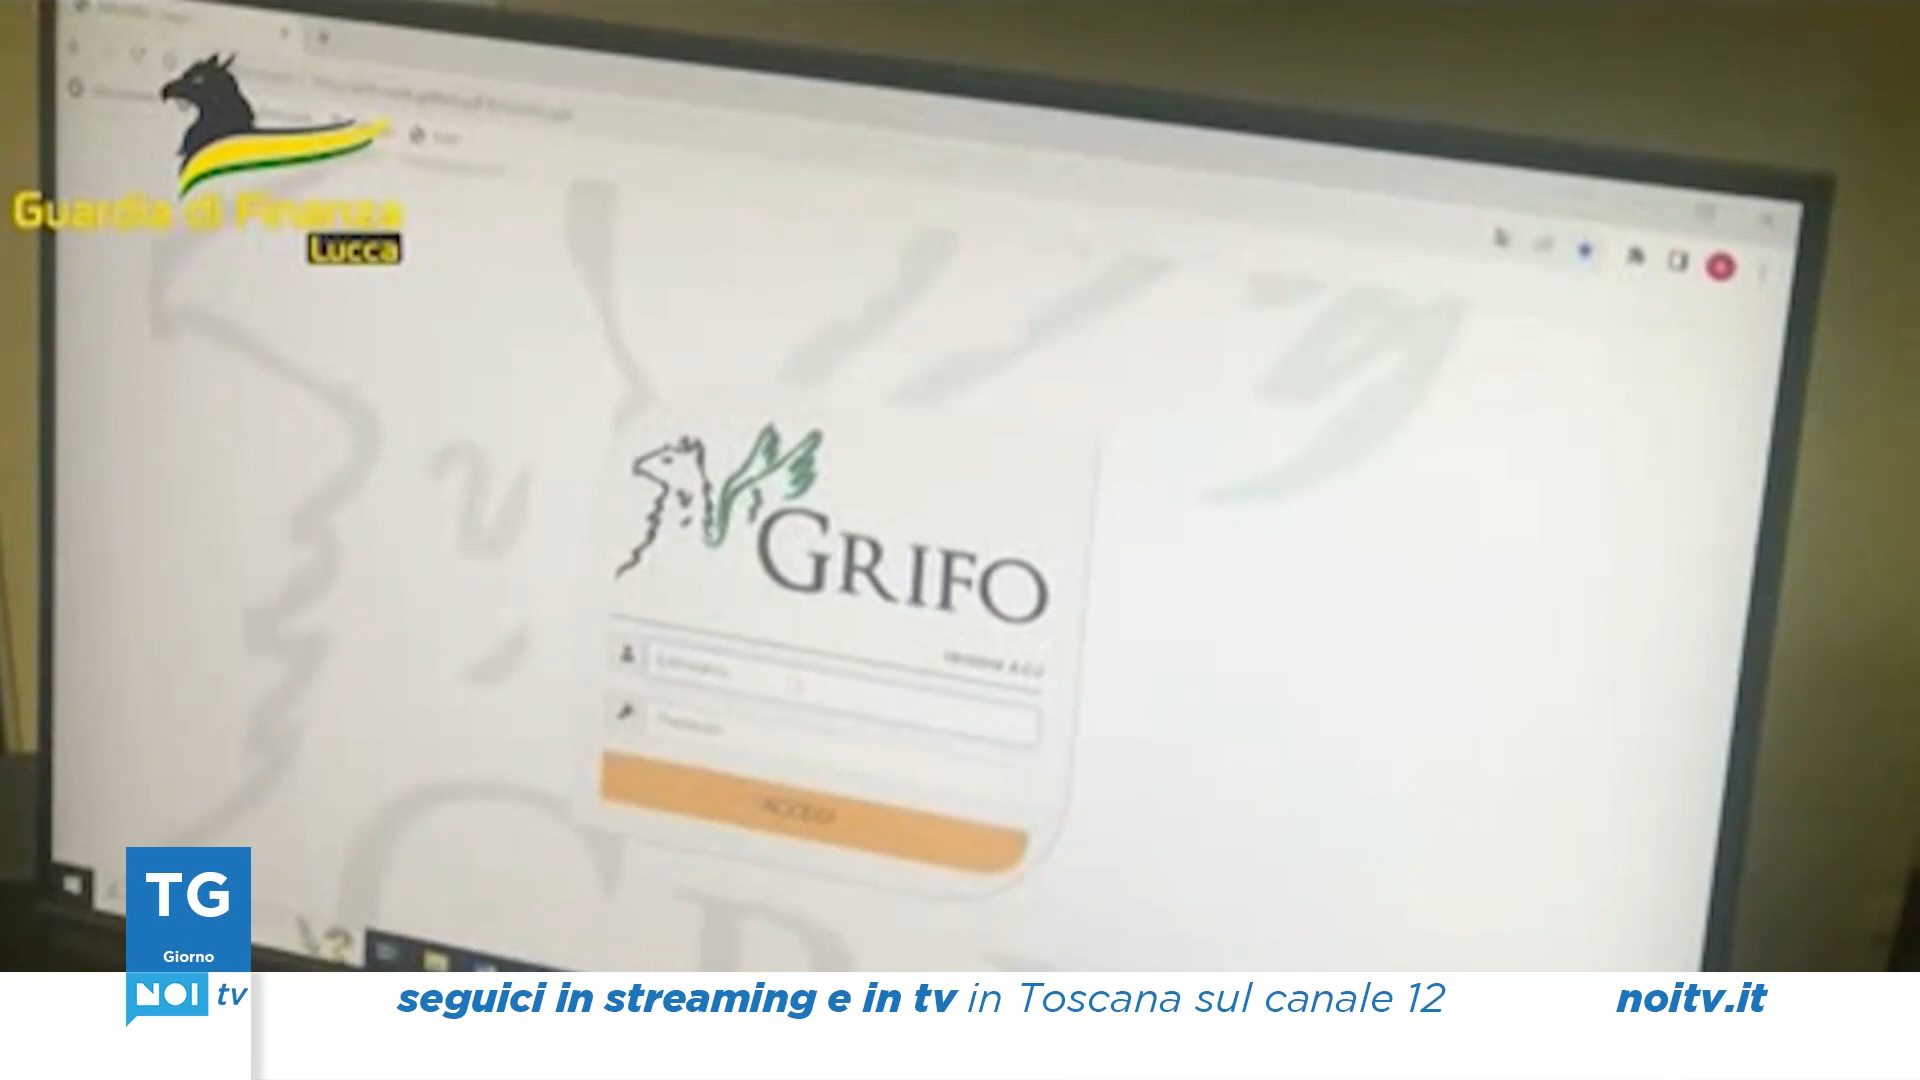 Guardia di Finanza
Lucca
GRIFO
ACCEDI
TG
Giorno
NOI tv
seguici in streaming e in tv in Toscana sul canale 12
noitv.it